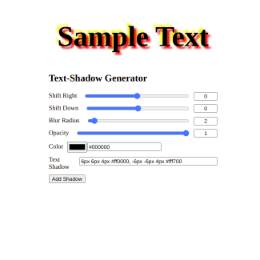 Sample Text
Text-Shadow Generator
Shift Right 0
Shift Down 0
Blur Radius 2
Opacity 1
Color #000000
Text Shadow 6px 6px 4px #ff0000, -6px -6px 4px #fff700
Add Shadow